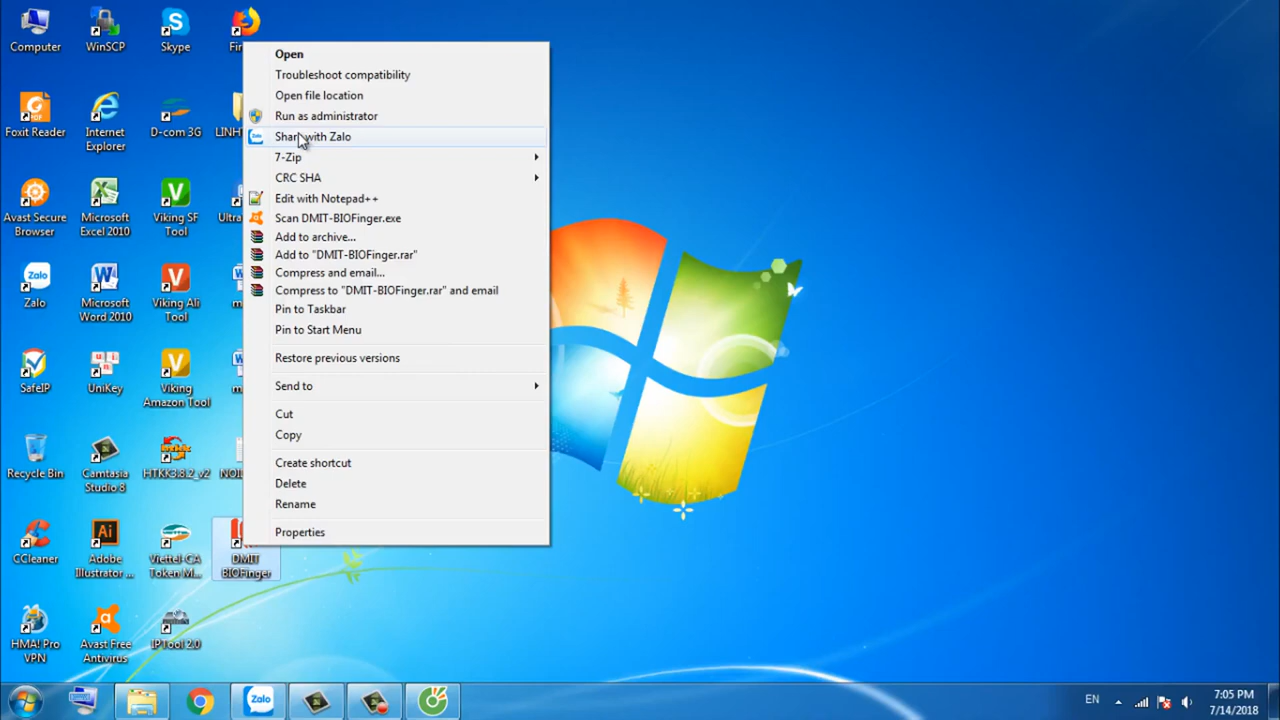 Computer
WinSCP
Skype
Foxit Reader
Internet
Explorer
D-com 3G
Avast Secure
Browser
Microsoft
Excel 2010
Viking SF
Tool
Zalo
Microsoft
Word 2010
Viking Ali
Tool
SafeIP
UniKey
Viking
Amazon Tool
Recycle Bin
Camtasia
Studio 8
HTKK3.8.2_v2
CCleaner
Adobe
Illustrator ...
Viettel-CA
Token M...
DMIT
BIOFinger
HMA! Pro
VPN
Avast Free
Antivirus
IPTool 2.0
Open
Troubleshoot compatibility
Open file location
Run as administrator
Share with Zalo
7-Zip
CRC SHA
Edit with Notepad++
Scan DMIT-BIOFinger.exe
Add to archive...
Add to "DMIT-BIOFinger.rar"
Compress and email...
Compress to "DMIT-BIOFinger.rar" and email
Pin to Taskbar
Pin to Start Menu
Restore previous versions
Send to
Cut
Copy
Create shortcut
Delete
Rename
Properties
Zalo
EN
7:05 PM
7/14/2018